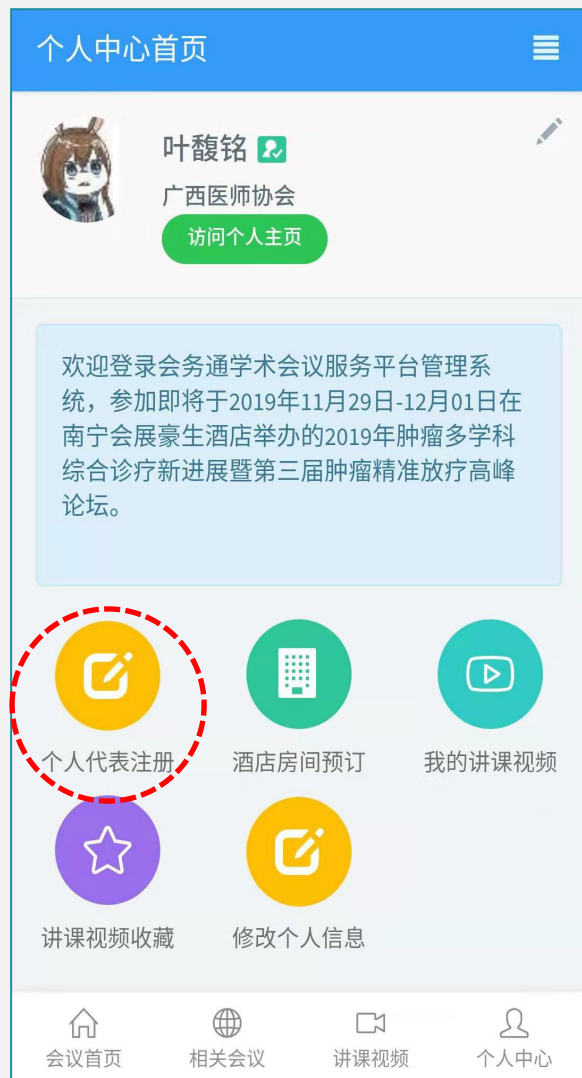 个人中心首页
叶馥铭
广西医师协会
访问个人主页
欢迎登录会务通学术会议服务平台管理系
统，参加即将于2019年11月29日-12月01日在
南宁会展豪生酒店举办的2019年肿瘤多学科
综合诊疗新进展暨第三届肿瘤精准放疗高峰
论坛。
个人代表注册
酒店房间预订
我的讲课视频
讲课视频收藏
修改个人信息
会议首页
相关会议
讲课视频
个人中心